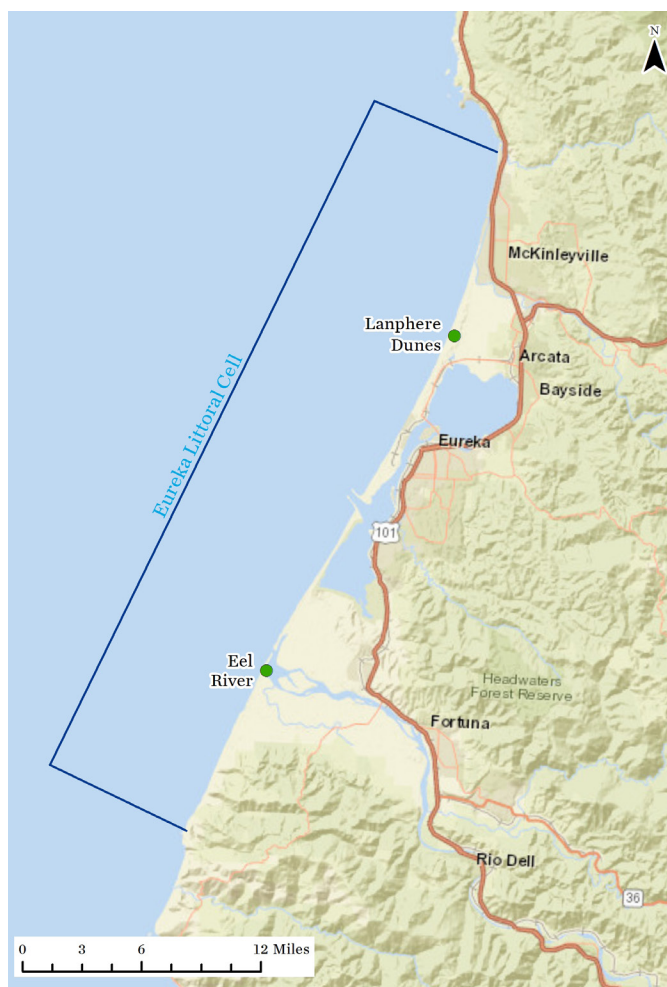 N
McKinleyville
Lanphere
Dunes
Arcata
Bayside
Eureka Littoral Cell
Eureka
101
Eel
River
Headwaters
Forest Reserve
Fortuna
Rio Dell
36
0 3 6 12 Miles